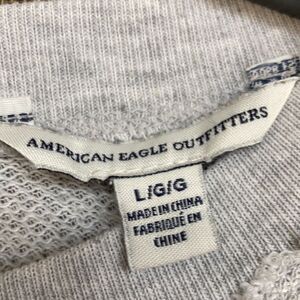 AMERICAN EAGLE OUTFITTERS
L/G/G
MADE IN CHINA
FABRIQUÉ EN
CHINE